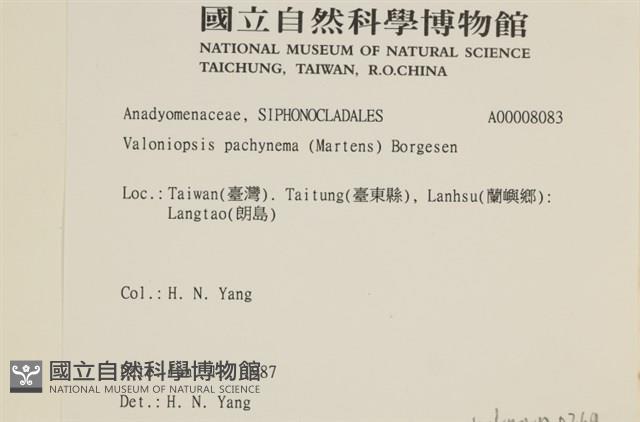 國立自然科學博物館
NATIONAL MUSEUM OF NATURAL SCIENCE
TAICHUNG, TAIWAN, R.O.CHINA
Anadyomenaceae, SIPHONOCLADALES A00008083
Valoniopsis pachynema (Martens) Borgesen
Loc.: Taiwan(臺灣). Taitung(臺東縣), Lanhsu(蘭嶼鄉):
Langtao(朗島)
Col.: H. N. Yang
國立自然科學博物館
NATIONAL MUSEUM OF NATURAL SCIENCE
Det.: H. N. Yang